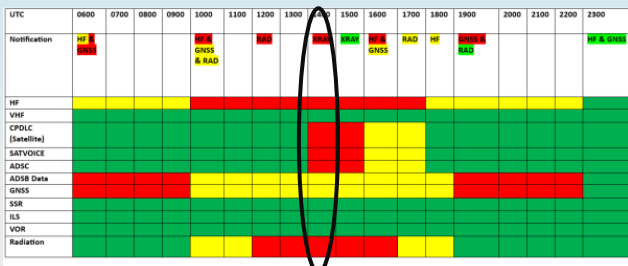 UTC 0600 0700 0800 0900 1000 1100 1200 1300 1400 1500 1600 1700 1800 1900 2000 2100 2200 2300
Notification HF & GNSS HF & GNSS & RAD RAD XRAY XRAY HF & GNSS RAD HF GNSS & RAD HF & GNSS
HF
VHF
CPDLC
(Satellite)
SATVOICE
ADSC
ADSB Data
GNSS
SSR
ILS
VOR
Radiation